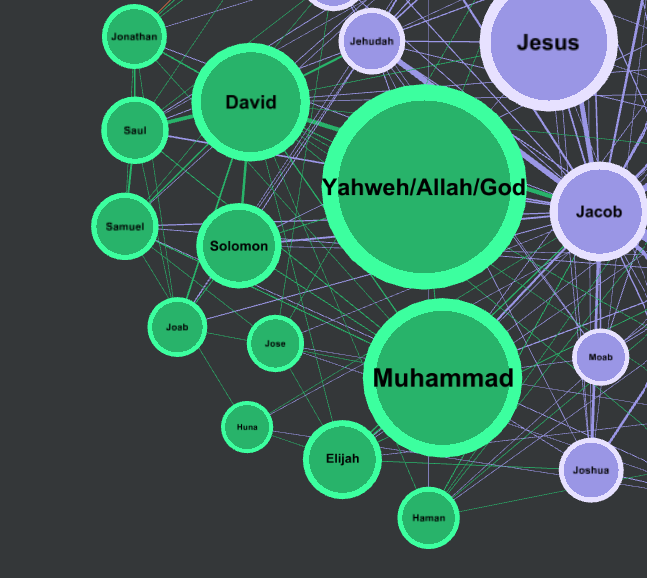 Jonathan
Jehudah
Jesus
David
Saul
Yahweh/Allah/God
Jacob
Samuel
Solomon
Joab
Jose
Moab
Muhammad
Huna
Elijah
Joshua
Haman